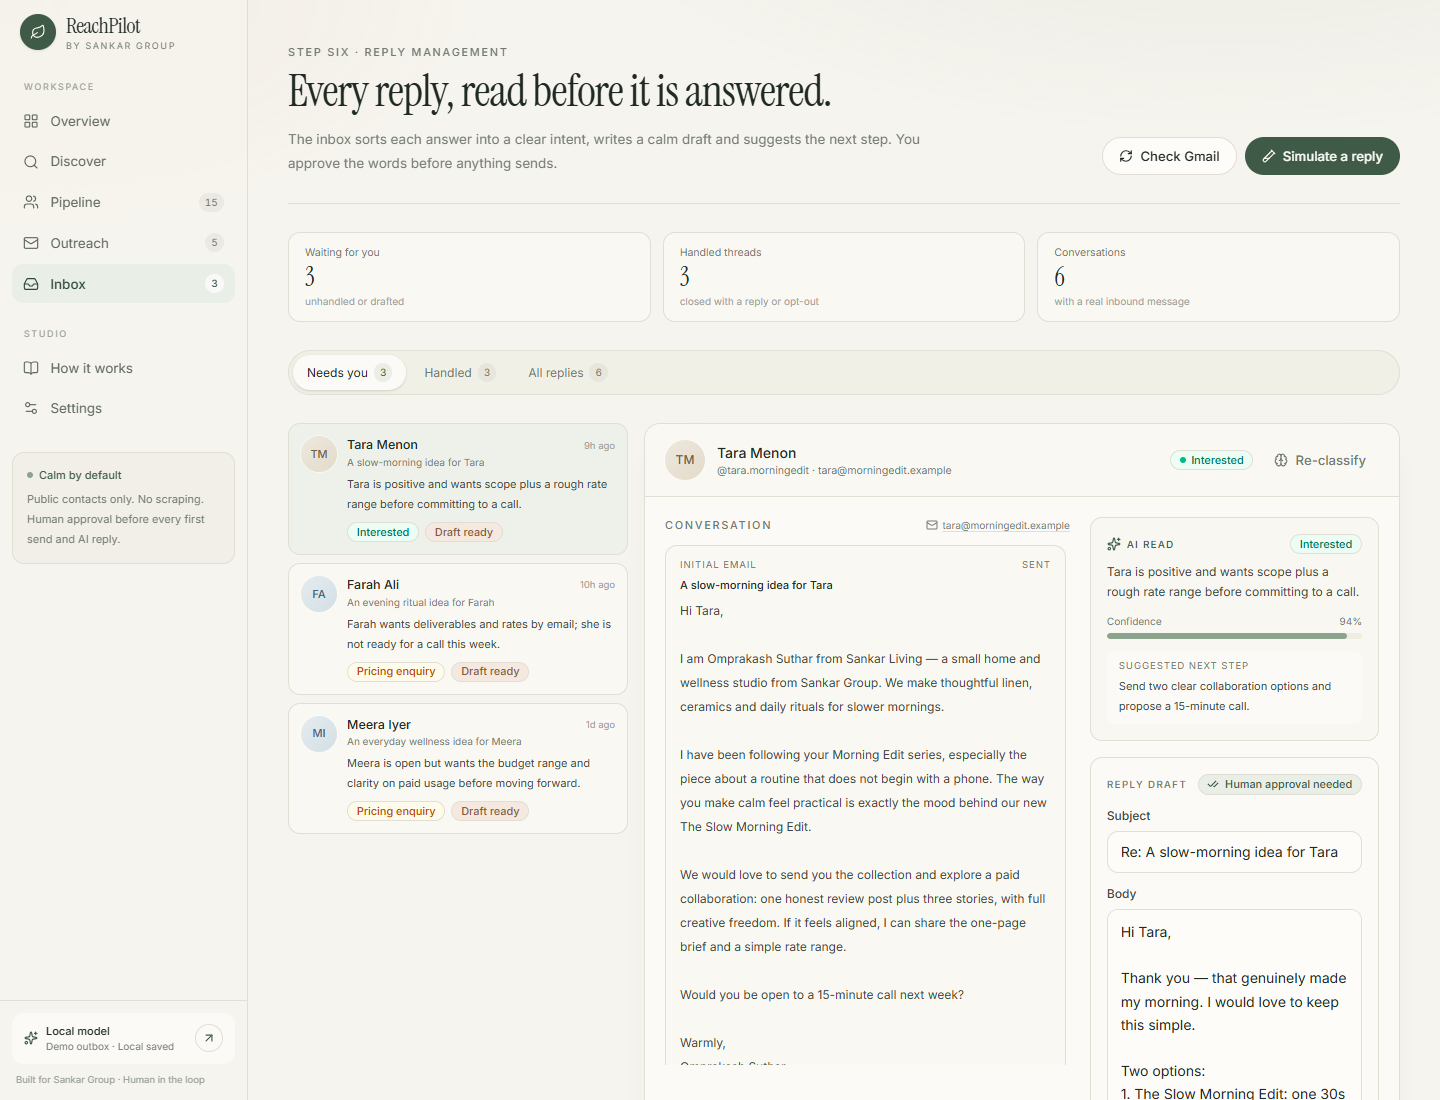 ReachPilot
BY SANKAR GROUP
WORKSPACE
Overview
Discover
Pipeline 15
Outreach 5
Inbox 3
STUDIO
How it works
Settings
Calm by default
Public contacts only. No scraping.
Human approval before every first
send and AI reply.
Local model
Demo outbox · Local saved
Built for Sankar Group · Human in the loop
STEP SIX · REPLY MANAGEMENT
Every reply, read before it is answered.
The inbox sorts each answer into a clear intent, writes a calm draft and suggests the next step. You
approve the words before anything sends.
Check Gmail
Simulate a reply
Waiting for you
3
unhandled or drafted
Handled threads
3
closed with a reply or opt-out
Conversations
6
with a real inbound message
Needs you 3
Handled 3
All replies 6
TM
Tara Menon 9h ago
A slow-morning idea for Tara
Tara is positive and wants scope plus a rough rate
range before committing to a call.
Interested Draft ready
FA
Farah Ali 10h ago
An evening ritual idea for Farah
Farah wants deliverables and rates by email; she is
not ready for a call this week.
Pricing enquiry Draft ready
MI
Meera Iyer 1d ago
An everyday wellness idea for Meera
Meera is open but wants the budget range and
clarity on paid usage before moving forward.
Pricing enquiry Draft ready
TM
Tara Menon
@tara.morningedit · tara@morningedit.example
Interested
Re-classify
CONVERSATION
tara@morningedit.example
INITIAL EMAIL SENT
A slow-morning idea for Tara
Hi Tara,
I am Omprakash Suthar from Sankar Living — a small home and
wellness studio from Sankar Group. We make thoughtful linen,
ceramics and daily rituals for slower mornings.
I have been following your Morning Edit series, especially the
piece about a routine that does not begin with a phone. The way
you make calm feel practical is exactly the mood behind our new
The Slow Morning Edit.
We would love to send you the collection and explore a paid
collaboration: one honest review post plus three stories, with full
creative freedom. If it feels aligned, I can share the one-page
brief and a simple rate range.
Would you be open to a 15-minute call next week?
Warmly,
Omprakash Suthar
AI READ
Interested
Tara is positive and wants scope plus a
rough rate range before committing to a call.
Confidence 94%
SUGGESTED NEXT STEP
Send two clear collaboration options and
propose a 15-minute call.
REPLY DRAFT
Human approval needed
Subject
Re: A slow-morning idea for Tara
Body
Hi Tara,
Thank you — that genuinely made
my morning. I would love to keep
this simple.
Two options:
1. The Slow Morning Edit: one 30s